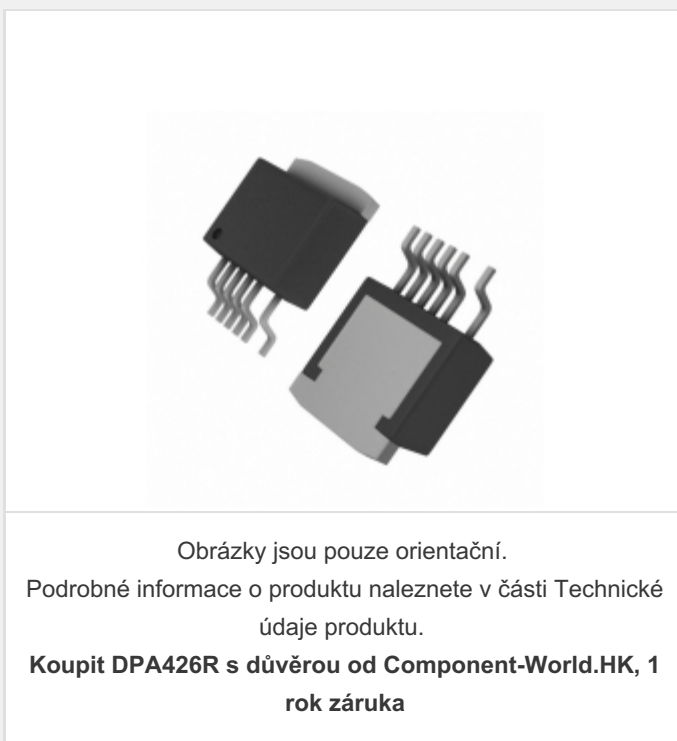 Obrázky jsou pouze orientační.
Podrobné informace o produktu naleznete v části Technické
údaje produktu.
Koupit DPA426R s důvěrou od Component-World.HK, 1
rok záruka